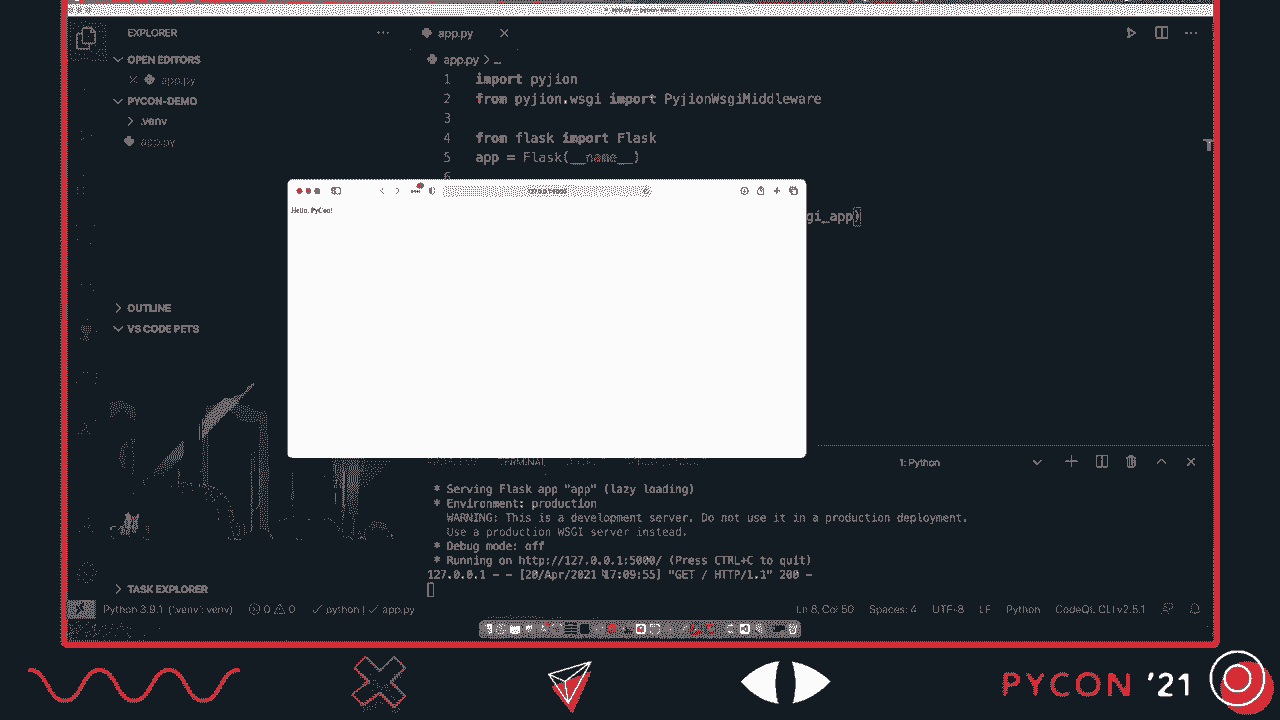 app.py — pycon-demo
EXPLORER
OPEN EDITORS
app.py
PYCON-DEMO
.venv
app.py
OUTLINE
VS CODE PETS
TASK EXPLORER
app.py
app.py > ...
1 import pyjion
2 from pyjion.wsgi import PyjionWsgiMiddleware
3
4 from flask import Flask
5 app = Flask(__name__)
6
gi_app)
Hello, PyCon!
TERMINAL
1: Python
* Serving Flask app "app" (lazy loading)
* Environment: production
WARNING: This is a development server. Do not use it in a production deployment.
Use a production WSGI server instead.
* Debug mode: off
* Running on http://127.0.0.1:5000/ (Press CTRL+C to quit)
127.0.0.1 - - [20/Apr/2021 17:09:55] "GET / HTTP/1.1" 200 -
Python 3.9.1 ('.venv': venv) 0 0 python | app.py Ln 8, Col 50 Spaces: 4 UTF-8 LF Python CodeQL CLI v2.5.1
PYCON '21